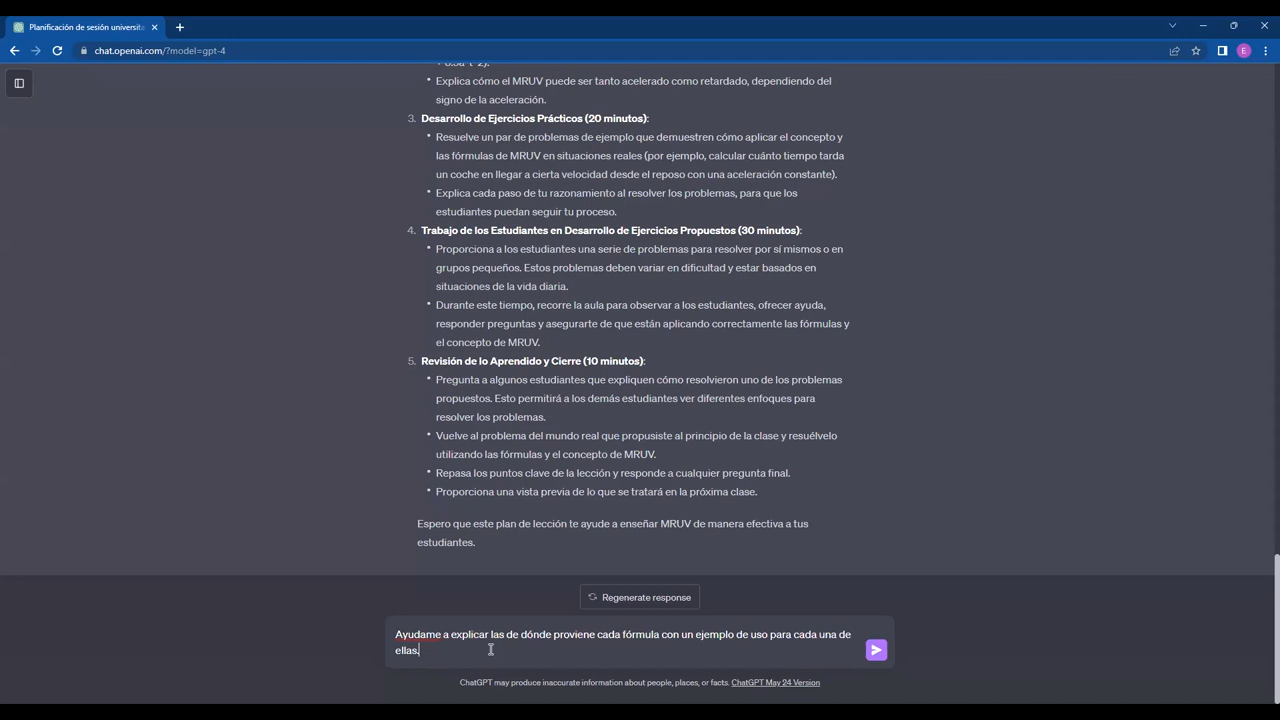 Planificación de sesión universita
chat.openai.com/?model=gpt-4
E
• Explica cómo el MRUV puede ser tanto acelerado como retardado, dependiendo del
signo de la aceleración.
3. Desarrollo de Ejercicios Prácticos (20 minutos):
• Resuelve un par de problemas de ejemplo que demuestren cómo aplicar el concepto y
las fórmulas de MRUV en situaciones reales (por ejemplo, calcular cuánto tiempo tarda
un coche en llegar a cierta velocidad desde el reposo con una aceleración constante).
• Explica cada paso de tu razonamiento al resolver los problemas, para que los
estudiantes puedan seguir tu proceso.
4. Trabajo de los Estudiantes en Desarrollo de Ejercicios Propuestos (30 minutos):
• Proporciona a los estudiantes una serie de problemas para resolver por sí mismos o en
grupos pequeños. Estos problemas deben variar en dificultad y estar basados en
situaciones de la vida diaria.
• Durante este tiempo, recorre la aula para observar a los estudiantes, ofrecer ayuda,
responder preguntas y asegurarte de que están aplicando correctamente las fórmulas y
el concepto de MRUV.
5. Revisión de lo Aprendido y Cierre (10 minutos):
• Pregunta a algunos estudiantes que expliquen cómo resolvieron uno de los problemas
propuestos. Esto permitirá a los demás estudiantes ver diferentes enfoques para
resolver los problemas.
• Vuelve al problema del mundo real que propusiste al principio de la clase y resuélvelo
utilizando las fórmulas y el concepto de MRUV.
• Repasa los puntos clave de la lección y responde a cualquier pregunta final.
• Proporciona una vista previa de lo que se tratará en la próxima clase.
Espero que este plan de lección te ayude a enseñar MRUV de manera efectiva a tus
estudiantes.
Regenerate response
Ayudame a explicar las de dónde proviene cada fórmula con un ejemplo de uso para cada una de
ellas.
ChatGPT may produce inaccurate information about people, places, or facts. ChatGPT May 24 Version